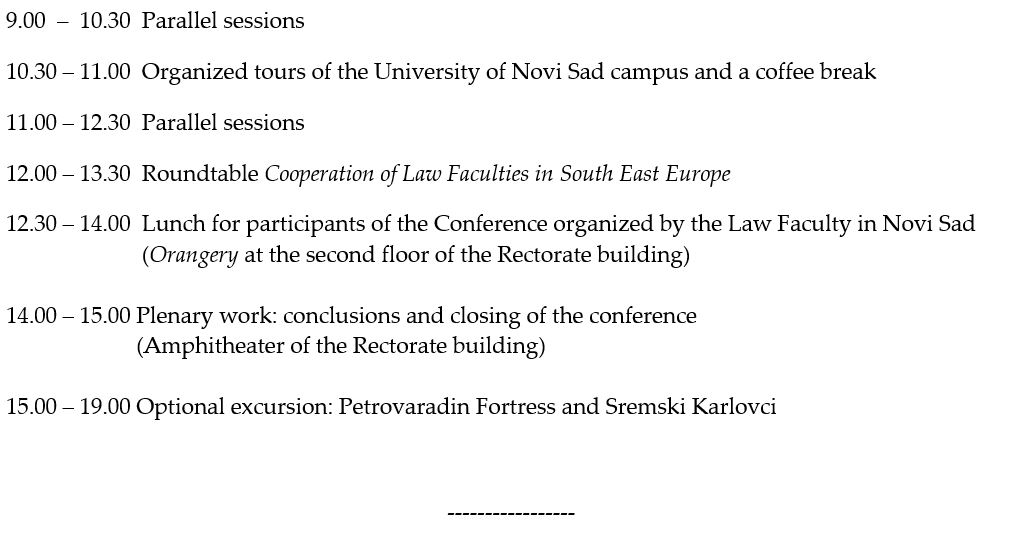 9.00 – 10.30 Parallel sessions
10.30 – 11.00 Organized tours of the University of Novi Sad campus and a coffee break
11.00 – 12.30 Parallel sessions
12.00 – 13.30 Roundtable Cooperation of Law Faculties in South East Europe
12.30 – 14.00 Lunch for participants of the Conference organized by the Law Faculty in Novi Sad
(Orangery at the second floor of the Rectorate building)
14.00 – 15.00 Plenary work: conclusions and closing of the conference
(Amphitheater of the Rectorate building)
15.00 – 19.00 Optional excursion: Petrovaradin Fortress and Sremski Karlovci
-----------------